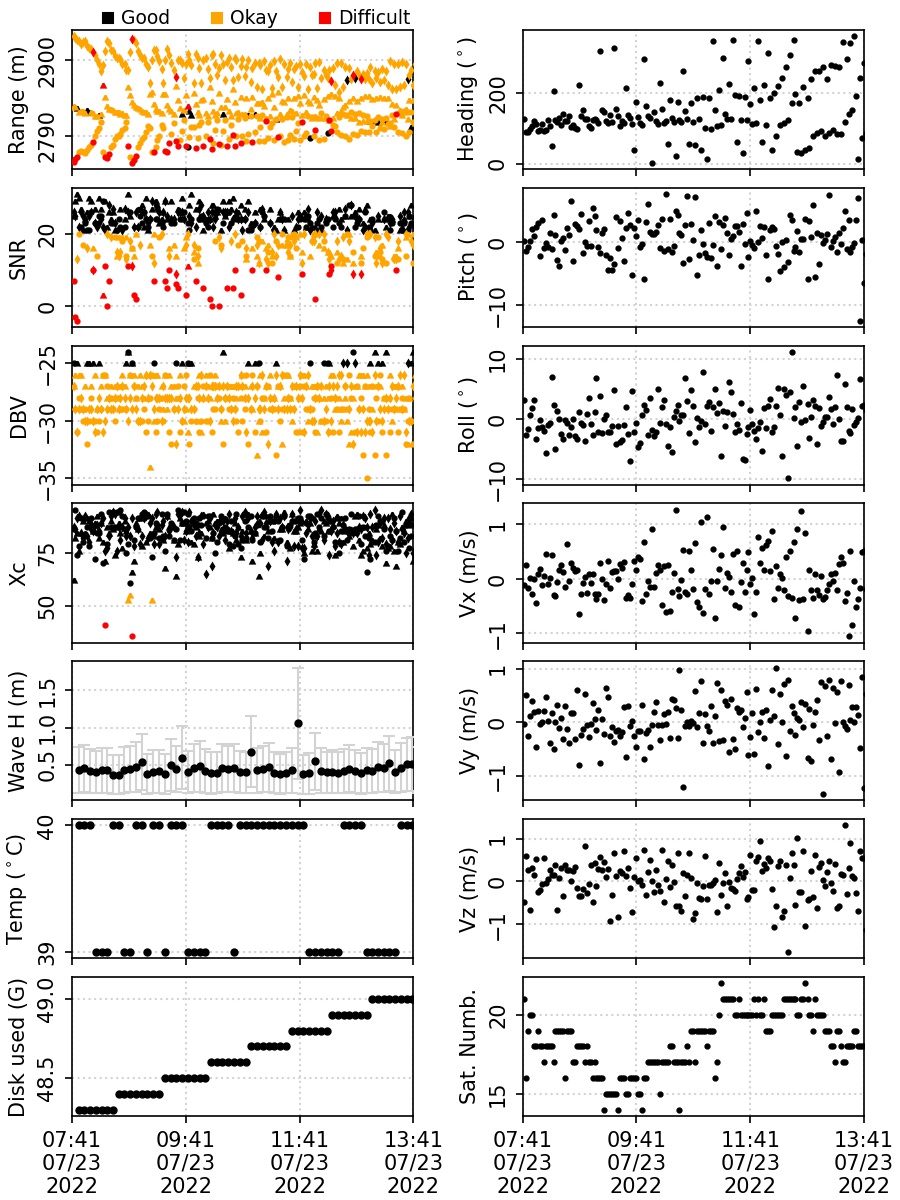 Good Okay Difficult
Range (m)
2900
2790
Heading (°)
200
0
SNR
20
0
Pitch (°)
0
−10
DBV
−25
−30
−35
Roll (°)
10
0
−10
Xc
75
50
Vx (m/s)
1
0
−1
Wave H (m)
1.5
1.0
0.5
Vy (m/s)
1
0
−1
Temp (°C)
40
39
Vz (m/s)
1
0
−1
Disk used (G)
49.0
48.5
Sat. Numb.
20
15
07:41 09:41 11:41 13:41
07/23 07/23 07/23 07/23
2022 2022 2022 2022
07:41 09:41 11:41 13:41
07/23 07/23 07/23 07/23
2022 2022 2022 2022